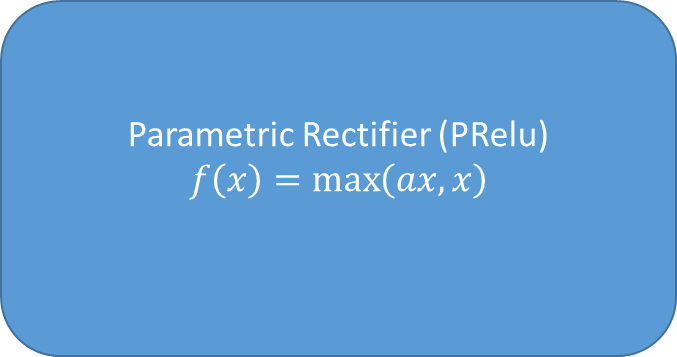 Parametric Rectifier (PRelu)
𝑓(𝑥) = max(𝑎𝑥, 𝑥)